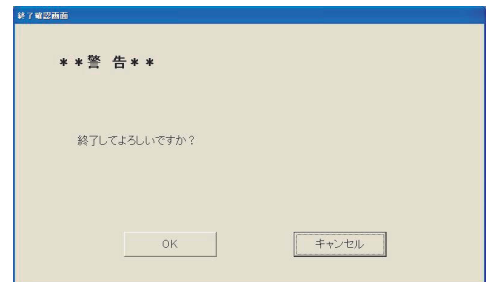 終了確認画面
＊＊警 告＊＊
終了してよろしいですか？
OK
キャンセル